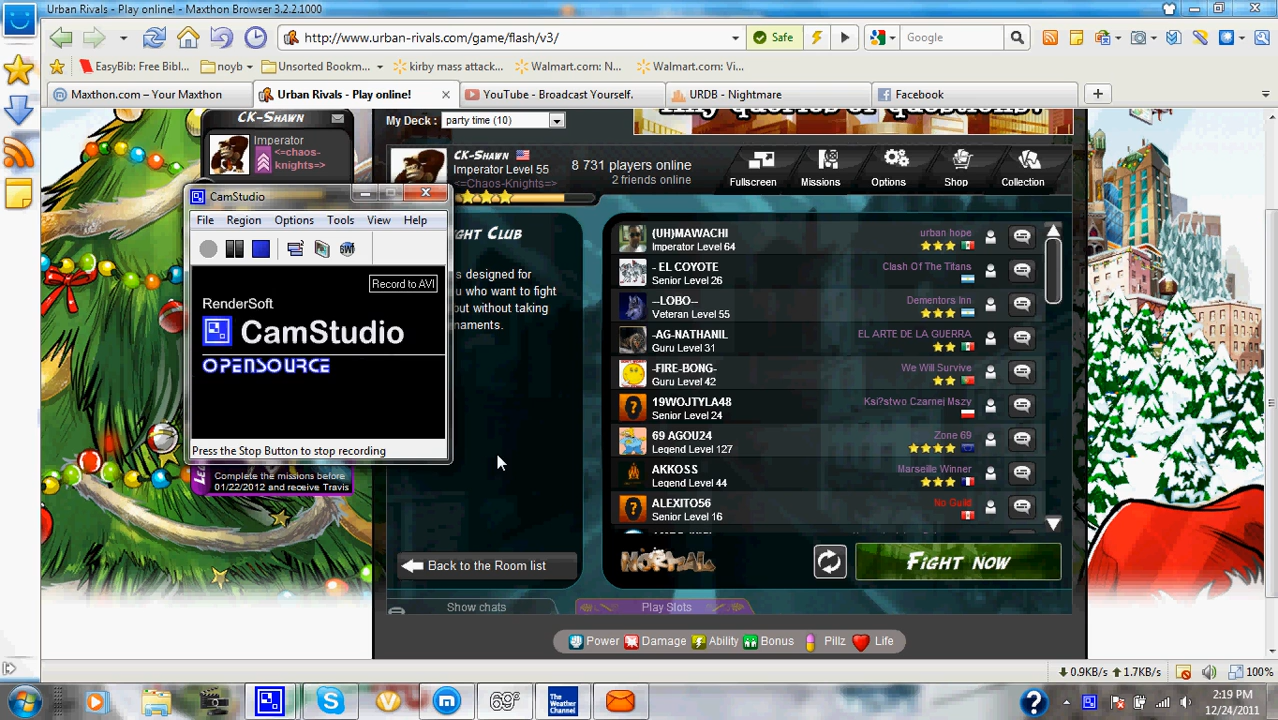 Urban Rivals - Play online! - Maxthon Browser 3.2.2.1000
http://www.urban-rivals.com/game/flash/v3/
Safe
Google
EasyBib: Free Bibl...
noyb
Unsorted Bookm...
kirby mass attack...
Walmart.com: N...
Walmart.com: Vi...
Maxthon.com – Your Maxthon
Urban Rivals - Play online!
YouTube - Broadcast Yourself.
URDB - Nightmare
Facebook
CK-Shawn
Imperator
<=chaos-
knights=>
My Deck :
party time (10)
CK-Shawn
Imperator Level 55
<=Chaos-Knights=>
8 731 players online
2 friends online
Fullscreen
Missions
Options
Shop
Collection
CamStudio
File
Region
Options
Tools
View
Help
Record to AVI
RenderSoft
CamStudio
OPENSOURCE
Press the Stop Button to stop recording
Complete the missions before
01/22/2012 and receive Travis
GHT CLUB
s designed for
u who want to fight
out without taking
naments.
(UH)MAWACHI
Imperator Level 64
urban hope
- EL COYOTE
Senior Level 26
Clash Of The Titans
--LOBO--
Veteran Level 55
Dementors Inn
-AG-NATHANIL
Guru Level 31
EL ARTE DE LA GUERRA
-FIRE-BONG-
Guru Level 42
We Will Survive
19WOJTYLA48
Senior Level 24
Ksi?stwo Czarnej Mszy
69 AGOU24
Legend Level 127
Zone 69
AKKOSS
Legend Level 44
Marseille Winner
ALEXITO56
Senior Level 16
No Guild
Back to the Room list
NORMAL
FIGHT NOW
Show chats
Play Slots
Power
Damage
Ability
Bonus
Pillz
Life
0.9KB/s
1.7KB/s
100%
69°
The
Weather
Channel
2:19 PM
12/24/2011